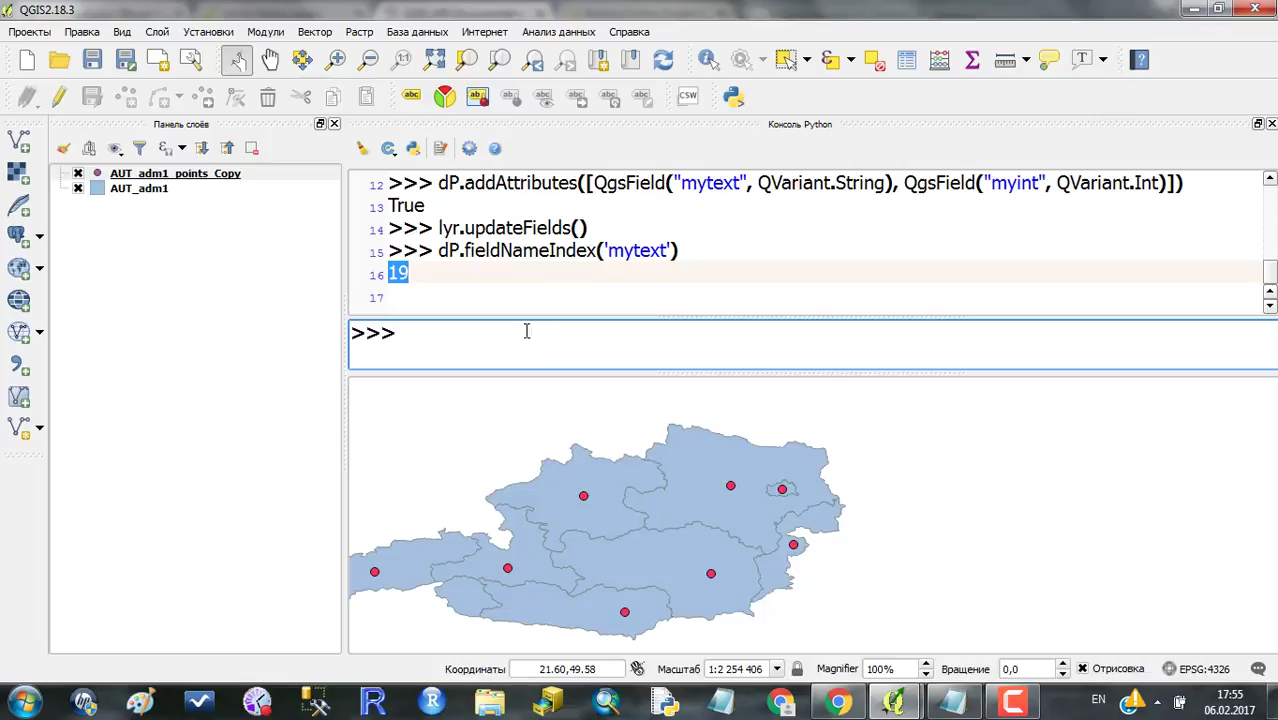 QGIS2.18.3
Проекты Правка Вид Слой Установки Модули Вектор Растр База данных Интернет Анализ данных Справка
Панель слоёв
Консоль Python
AUT_adm1_points_Copy
AUT_adm1
12 >>> dP.addAttributes([QgsField("mytext", QVariant.String), QgsField("myint", QVariant.Int)])
13 True
14 >>> lyr.updateFields()
15 >>> dP.fieldNameIndex('mytext')
16 19
17
>>>
Координаты 21.60,49.58 Масштаб 1:2 254 406 Magnifier 100% Вращение 0,0 Отрисовка EPSG:4326
EN 17:55
06.02.2017